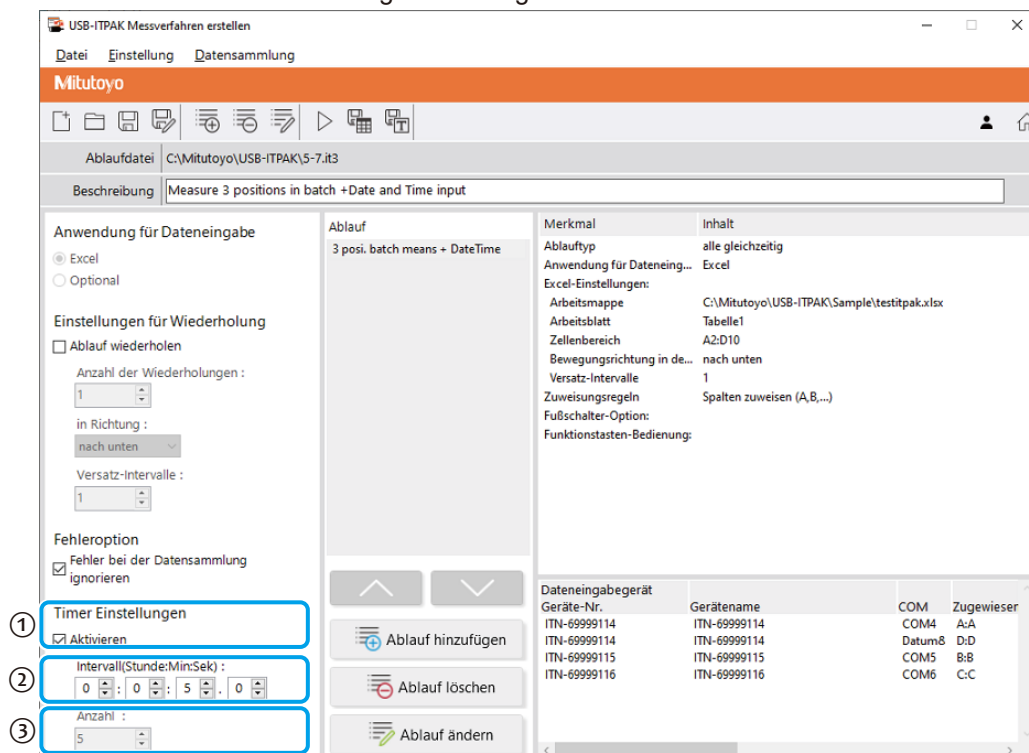 USB-ITPAK Messverfahren erstellen
Datei Einstellung Datensammlung
Mitutoyo
Ablaufdatei C:\Mitutoyo\USB-ITPAK\5-7.it3
Beschreibung Measure 3 positions in batch +Date and Time input
Anwendung für Dateneingabe
Excel
Optional
Einstellungen für Wiederholung
Ablauf wiederholen
Anzahl der Wiederholungen :
1
in Richtung :
nach unten
Versatz-Intervalle :
1
Fehleroption
Fehler bei der Datensammlung
ignorieren
① Timer Einstellungen
Aktivieren
② Intervall(Stunde:Min:Sek) :
0 : 0 : 5 . 0
③ Anzahl :
5
Ablauf
3 posi. batch means + DateTime
Ablauf hinzufügen
Ablauf löschen
Ablauf ändern
Merkmal Inhalt
Ablauftyp alle gleichzeitig
Anwendung für Dateneing... Excel
Excel-Einstellungen:
Arbeitsmappe C:\Mitutoyo\USB-ITPAK\Sample\testitpak.xlsx
Arbeitsblatt Tabelle1
Zellenbereich A2:D10
Bewegungsrichtung in de... nach unten
Versatz-Intervalle 1
Zuweisungsregeln Spalten zuweisen (A,B,...)
Fußschalter-Option:
Funktionstasten-Bedienung:
Dateneingabegerät
Geräte-Nr. Gerätename COM Zugewieser
ITN-69999114 ITN-69999114 COM4 A:A
ITN-69999114 ITN-69999114 Datum& D:D
ITN-69999115 ITN-69999115 COM5 B:B
ITN-69999116 ITN-69999116 COM6 C:C